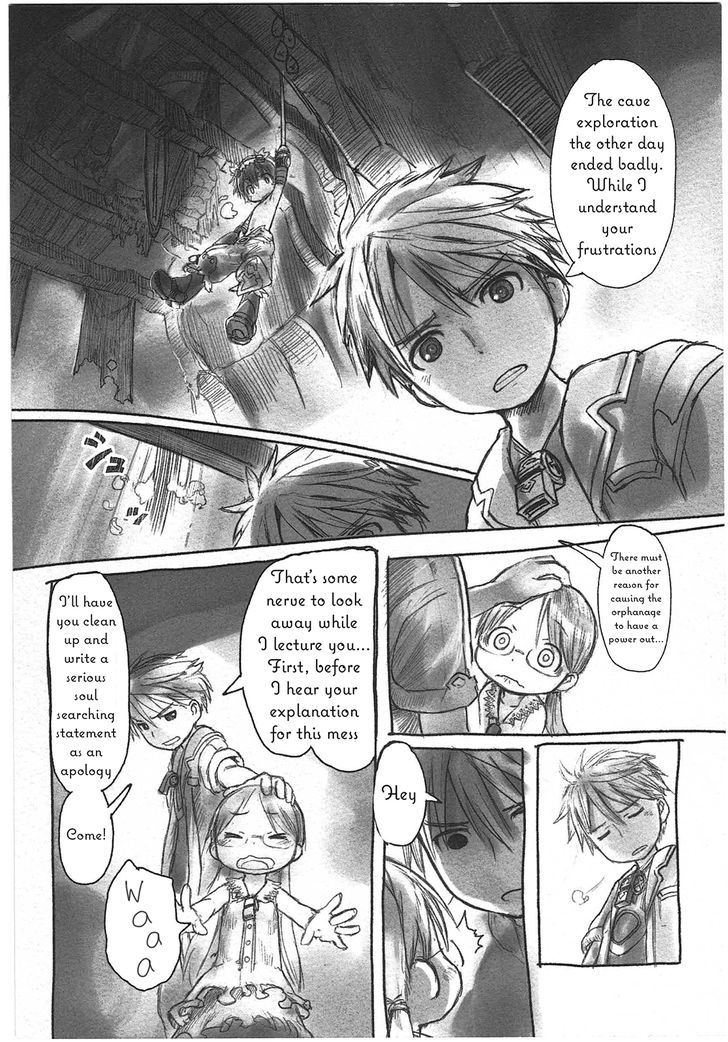 The cave
exploration
the other day
ended badly.
While I
understand
your
frustrations
ジュ
There must
be another
reason for
causing the
orphanage
to have a
power out...
Hey
That's some
nerve to look
away while
I lecture you...
First, before
I hear your
explanation
for this mess
I'll have
you clean
up and
write a
serious
soul
searching
statement
as an
apology
Come!
Waaa